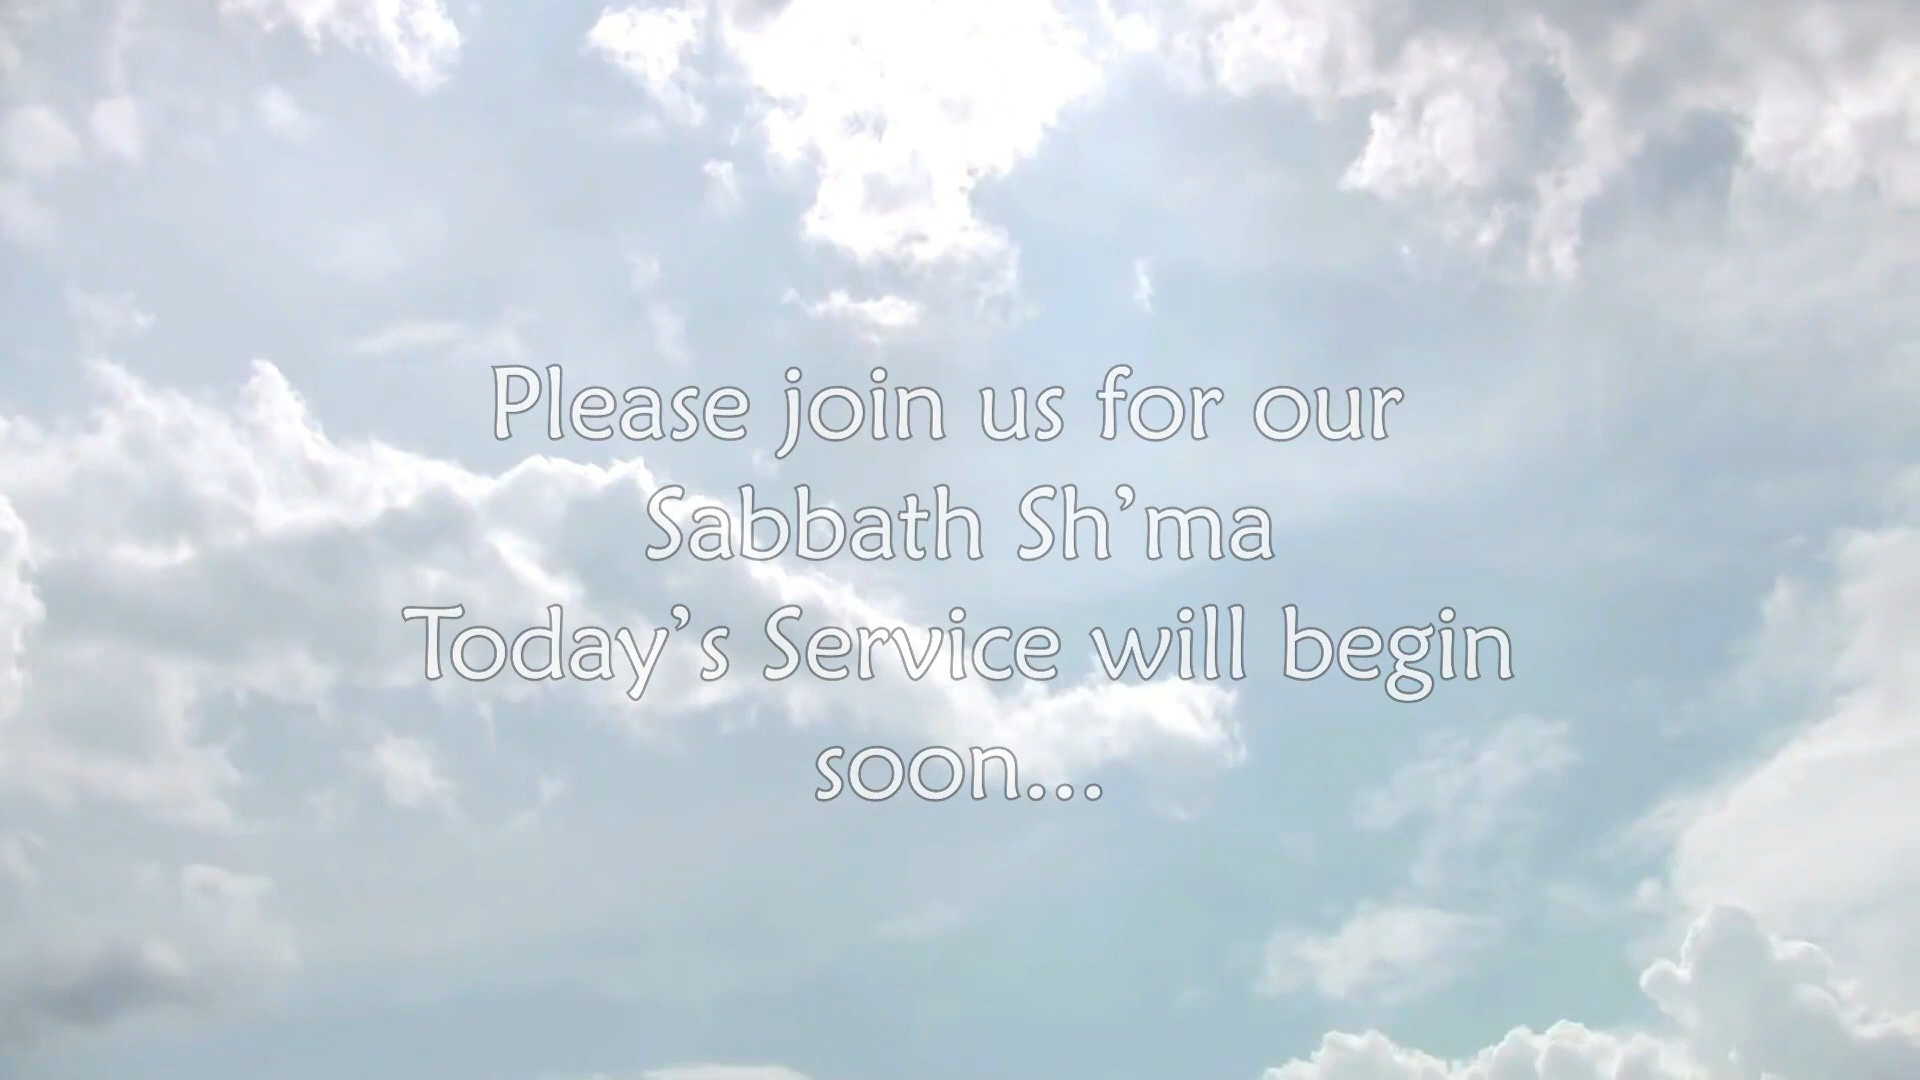 Please join us for our
Sabbath Sh’ma
Today’s Service will begin
soon...